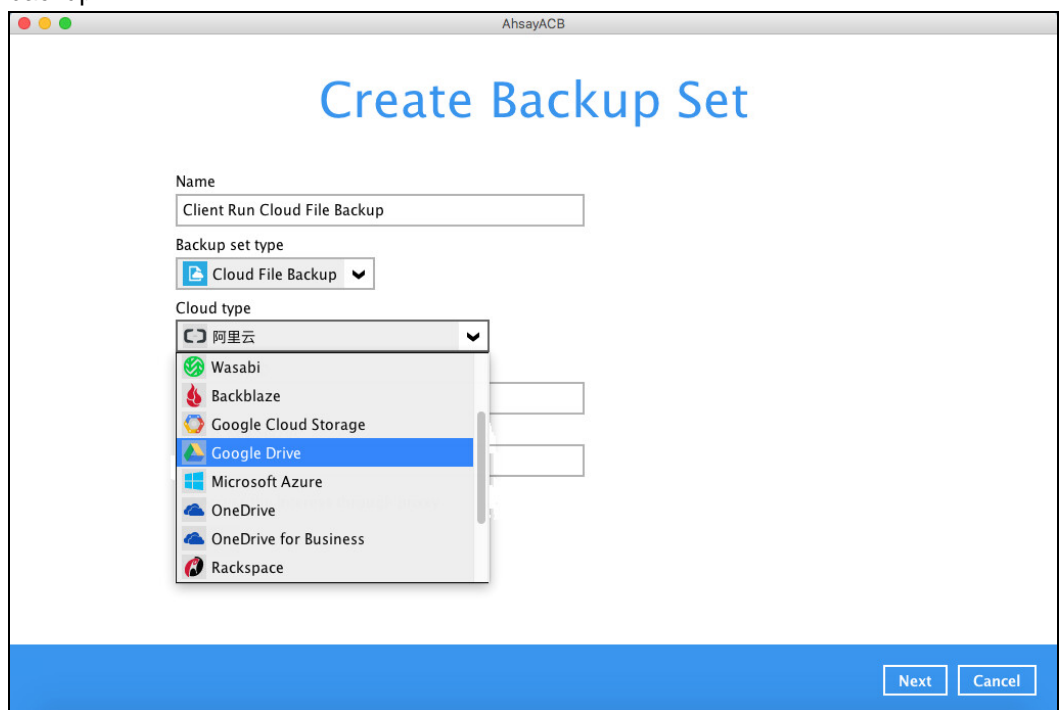 AhsayACB
Create Backup Set
Name
Client Run Cloud File Backup
Backup set type
Cloud File Backup
Cloud type
阿里云
Wasabi
Backblaze
Google Cloud Storage
Google Drive
Microsoft Azure
OneDrive
OneDrive for Business
Rackspace
Next Cancel